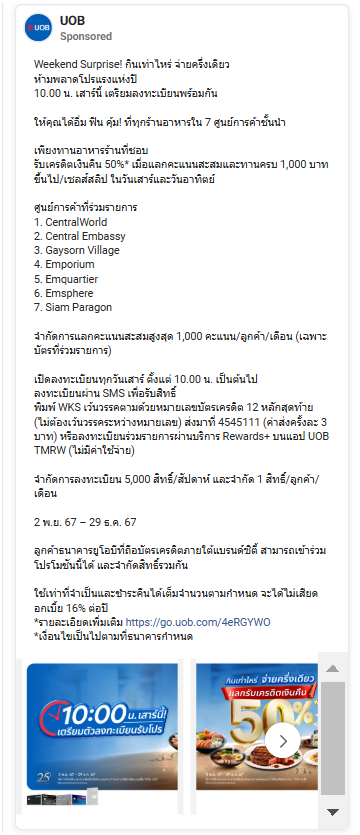 UOB
Sponsored
Weekend Surprise! กินเท่าไหร่ จ่ายครึ่งเดียว
ห้ามพลาดโปรแรงแห่งปี
10.00 น. เสาร์นี้ เตรียมลงทะเบียนพร้อมกัน
ให้คุณได้อิ่ม ฟิน คุ้ม! ที่ทุกร้านอาหารใน 7 ศูนย์การค้าชั้นนำ
เพียงทานอาหารร้านที่ชอบ
รับเครดิตเงินคืน 50%* เมื่อแลกคะแนนสะสมและทานครบ 1,000 บาท
ขึ้นไป/เซลส์สลิป ในวันเสาร์และวันอาทิตย์
ศูนย์การค้าที่ร่วมรายการ
1. CentralWorld
2. Central Embassy
3. Gaysorn Village
4. Emporium
5. Emquartier
6. Emsphere
7. Siam Paragon
จำกัดการแลกคะแนนสะสมสูงสุด 1,000 คะแนน/ลูกค้า/เดือน (เฉพาะ
บัตรที่ร่วมรายการ)
เปิดลงทะเบียนทุกวันเสาร์ ตั้งแต่ 10.00 น. เป็นต้นไป
ลงทะเบียนผ่าน SMS เพื่อรับสิทธิ์
พิมพ์ WKS เว้นวรรคตามด้วยหมายเลขบัตรเครดิต 12 หลักสุดท้าย
(ไม่ต้องเว้นวรรคระหว่างหมายเลข) ส่งมาที่ 4545111 (ค่าส่งครั้งละ 3
บาท) หรือลงทะเบียนร่วมรายการผ่านบริการ Rewards+ บนแอป UOB
TMRW (ไม่มีค่าใช้จ่าย)
จำกัดการลงทะเบียน 5,000 สิทธิ์/สัปดาห์ และจำกัด 1 สิทธิ์/ลูกค้า/
เดือน
2 พ.ย. 67 – 29 ธ.ค. 67
ลูกค้าธนาคารยูโอบีที่ถือบัตรเครดิตภายใต้แบรนด์ซิตี้ สามารถเข้าร่วม
โปรโมชันนี้ได้ และจำกัดสิทธิ์รวมกัน
ใช้เท่าที่จำเป็นและชำระคืนได้เต็มจำนวนตามกำหนด จะได้ไม่เสียด
อกเบี้ย 16% ต่อปี
*รายละเอียดเพิ่มเติม https://go.uob.com/4eRGYWO
*เงื่อนไขเป็นไปตามที่ธนาคารกำหนด
10:00 น. เสาร์นี้!
เตรียมตัวลงทะเบียนรับโปร
25
กินเท่าไหร่ จ่ายครึ่งเดียว
แลกรับเครดิตเงินคืน
50%